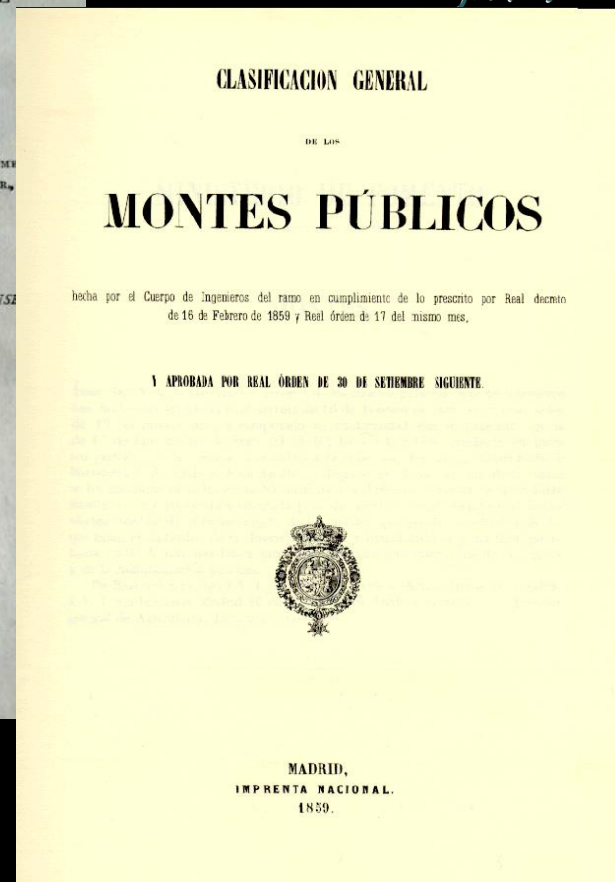 CLASIFICACION GENERAL
DE LOS
MONTES PÚBLICOS
hecha por el Cuerpo de Ingenieros del ramo en cumplimiento de lo prescrito por Real decreto
de 16 de Febrero de 1859 y Real órden de 17 del mismo mes,
Y APROBADA POR REAL ÓRDEN DE 30 DE SETIEMBRE SIGUIENTE.
MADRID,
IMPRENTA NACIONAL.
1859.